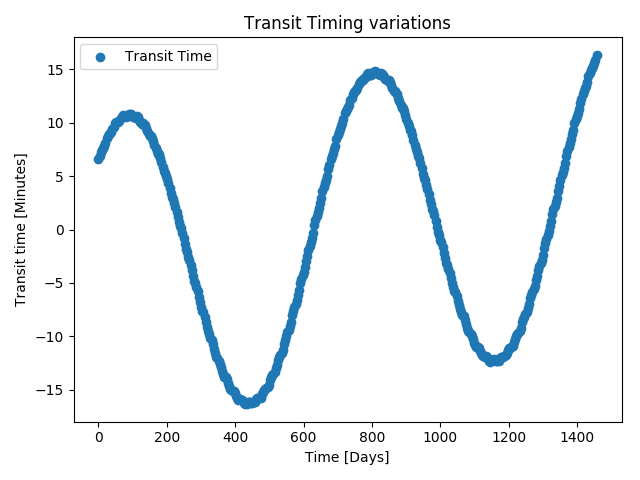 Transit Timing variations
Transit Time
15
10
5
0
−5
−10
−15
Transit time [Minutes]
0 200 400 600 800 1000 1200 1400
Time [Days]